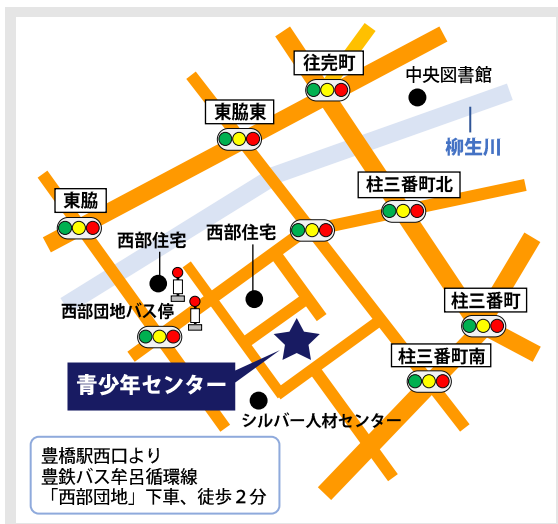 往完町
中央図書館
東脇東
柳生川
柱三番町北
東脇
西部住宅
西部住宅
西部団地バス停
柱三番町
柱三番町南
青少年センター
シルバー人材センター
豊橋駅西口より
豊鉄バス牟呂循環線
「西部団地」下車、徒歩２分